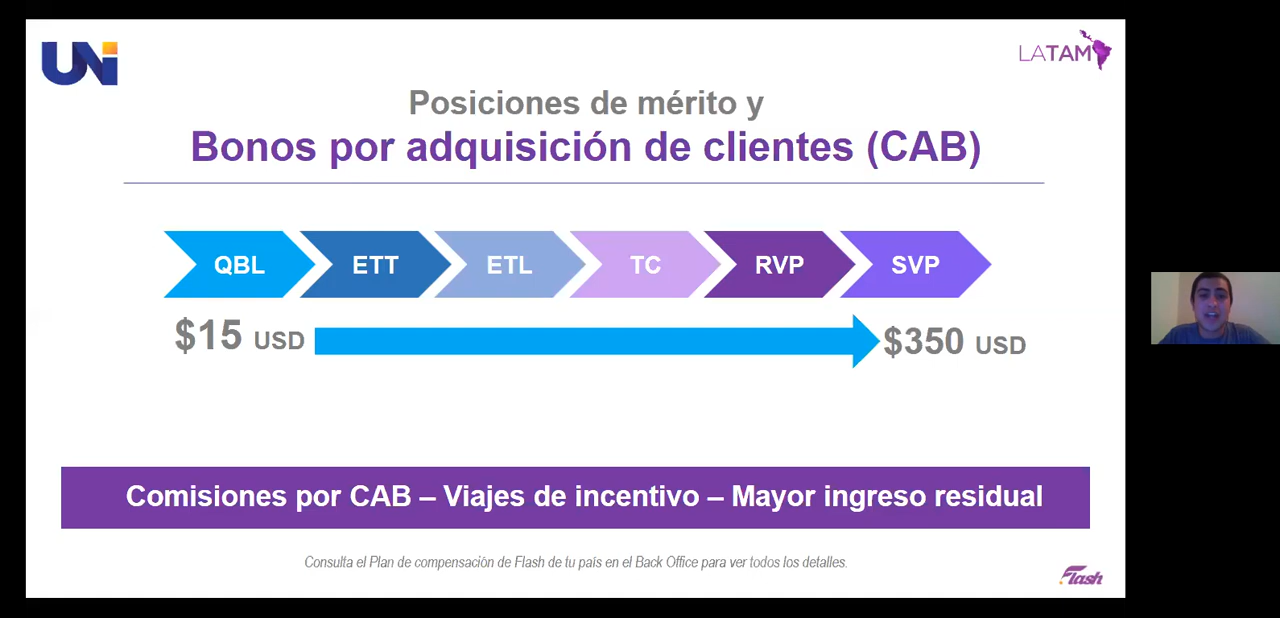 UNi
LATAM
Posiciones de mérito y
Bonos por adquisición de clientes (CAB)
QBL ETT ETL TC RVP SVP
$15 USD $350 USD
Comisiones por CAB – Viajes de incentivo – Mayor ingreso residual
Consulta el Plan de compensación de Flash de tu país en el Back Office para ver todos los detalles.
Flash